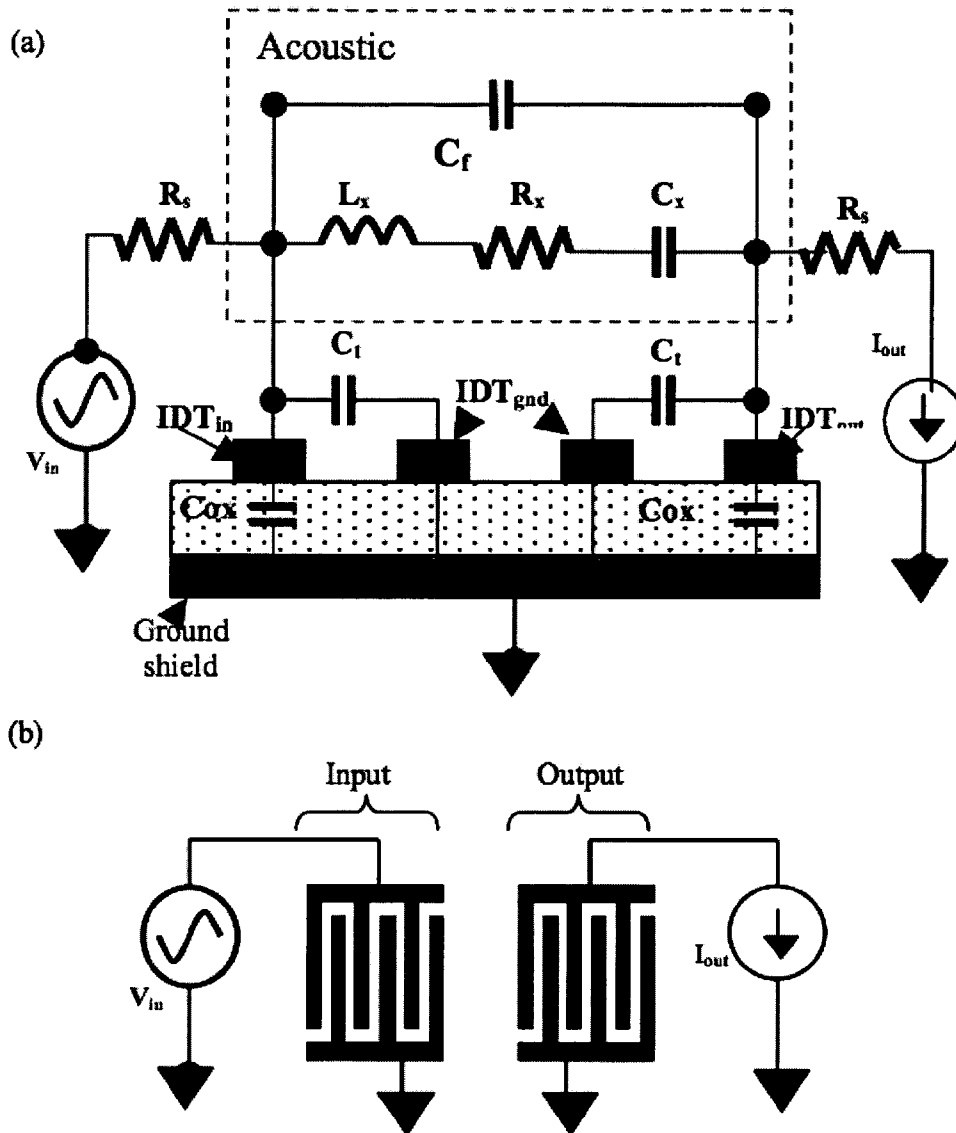 (a)
Acoustic
Cf
Rs
Lx
Rx
Cx
Rs
Ct
Ct
Iout
IDTin
IDTgnd
IDTout
Vin
Cox
Cox
Ground
shield
(b)
Input
Output
Vin
Iout